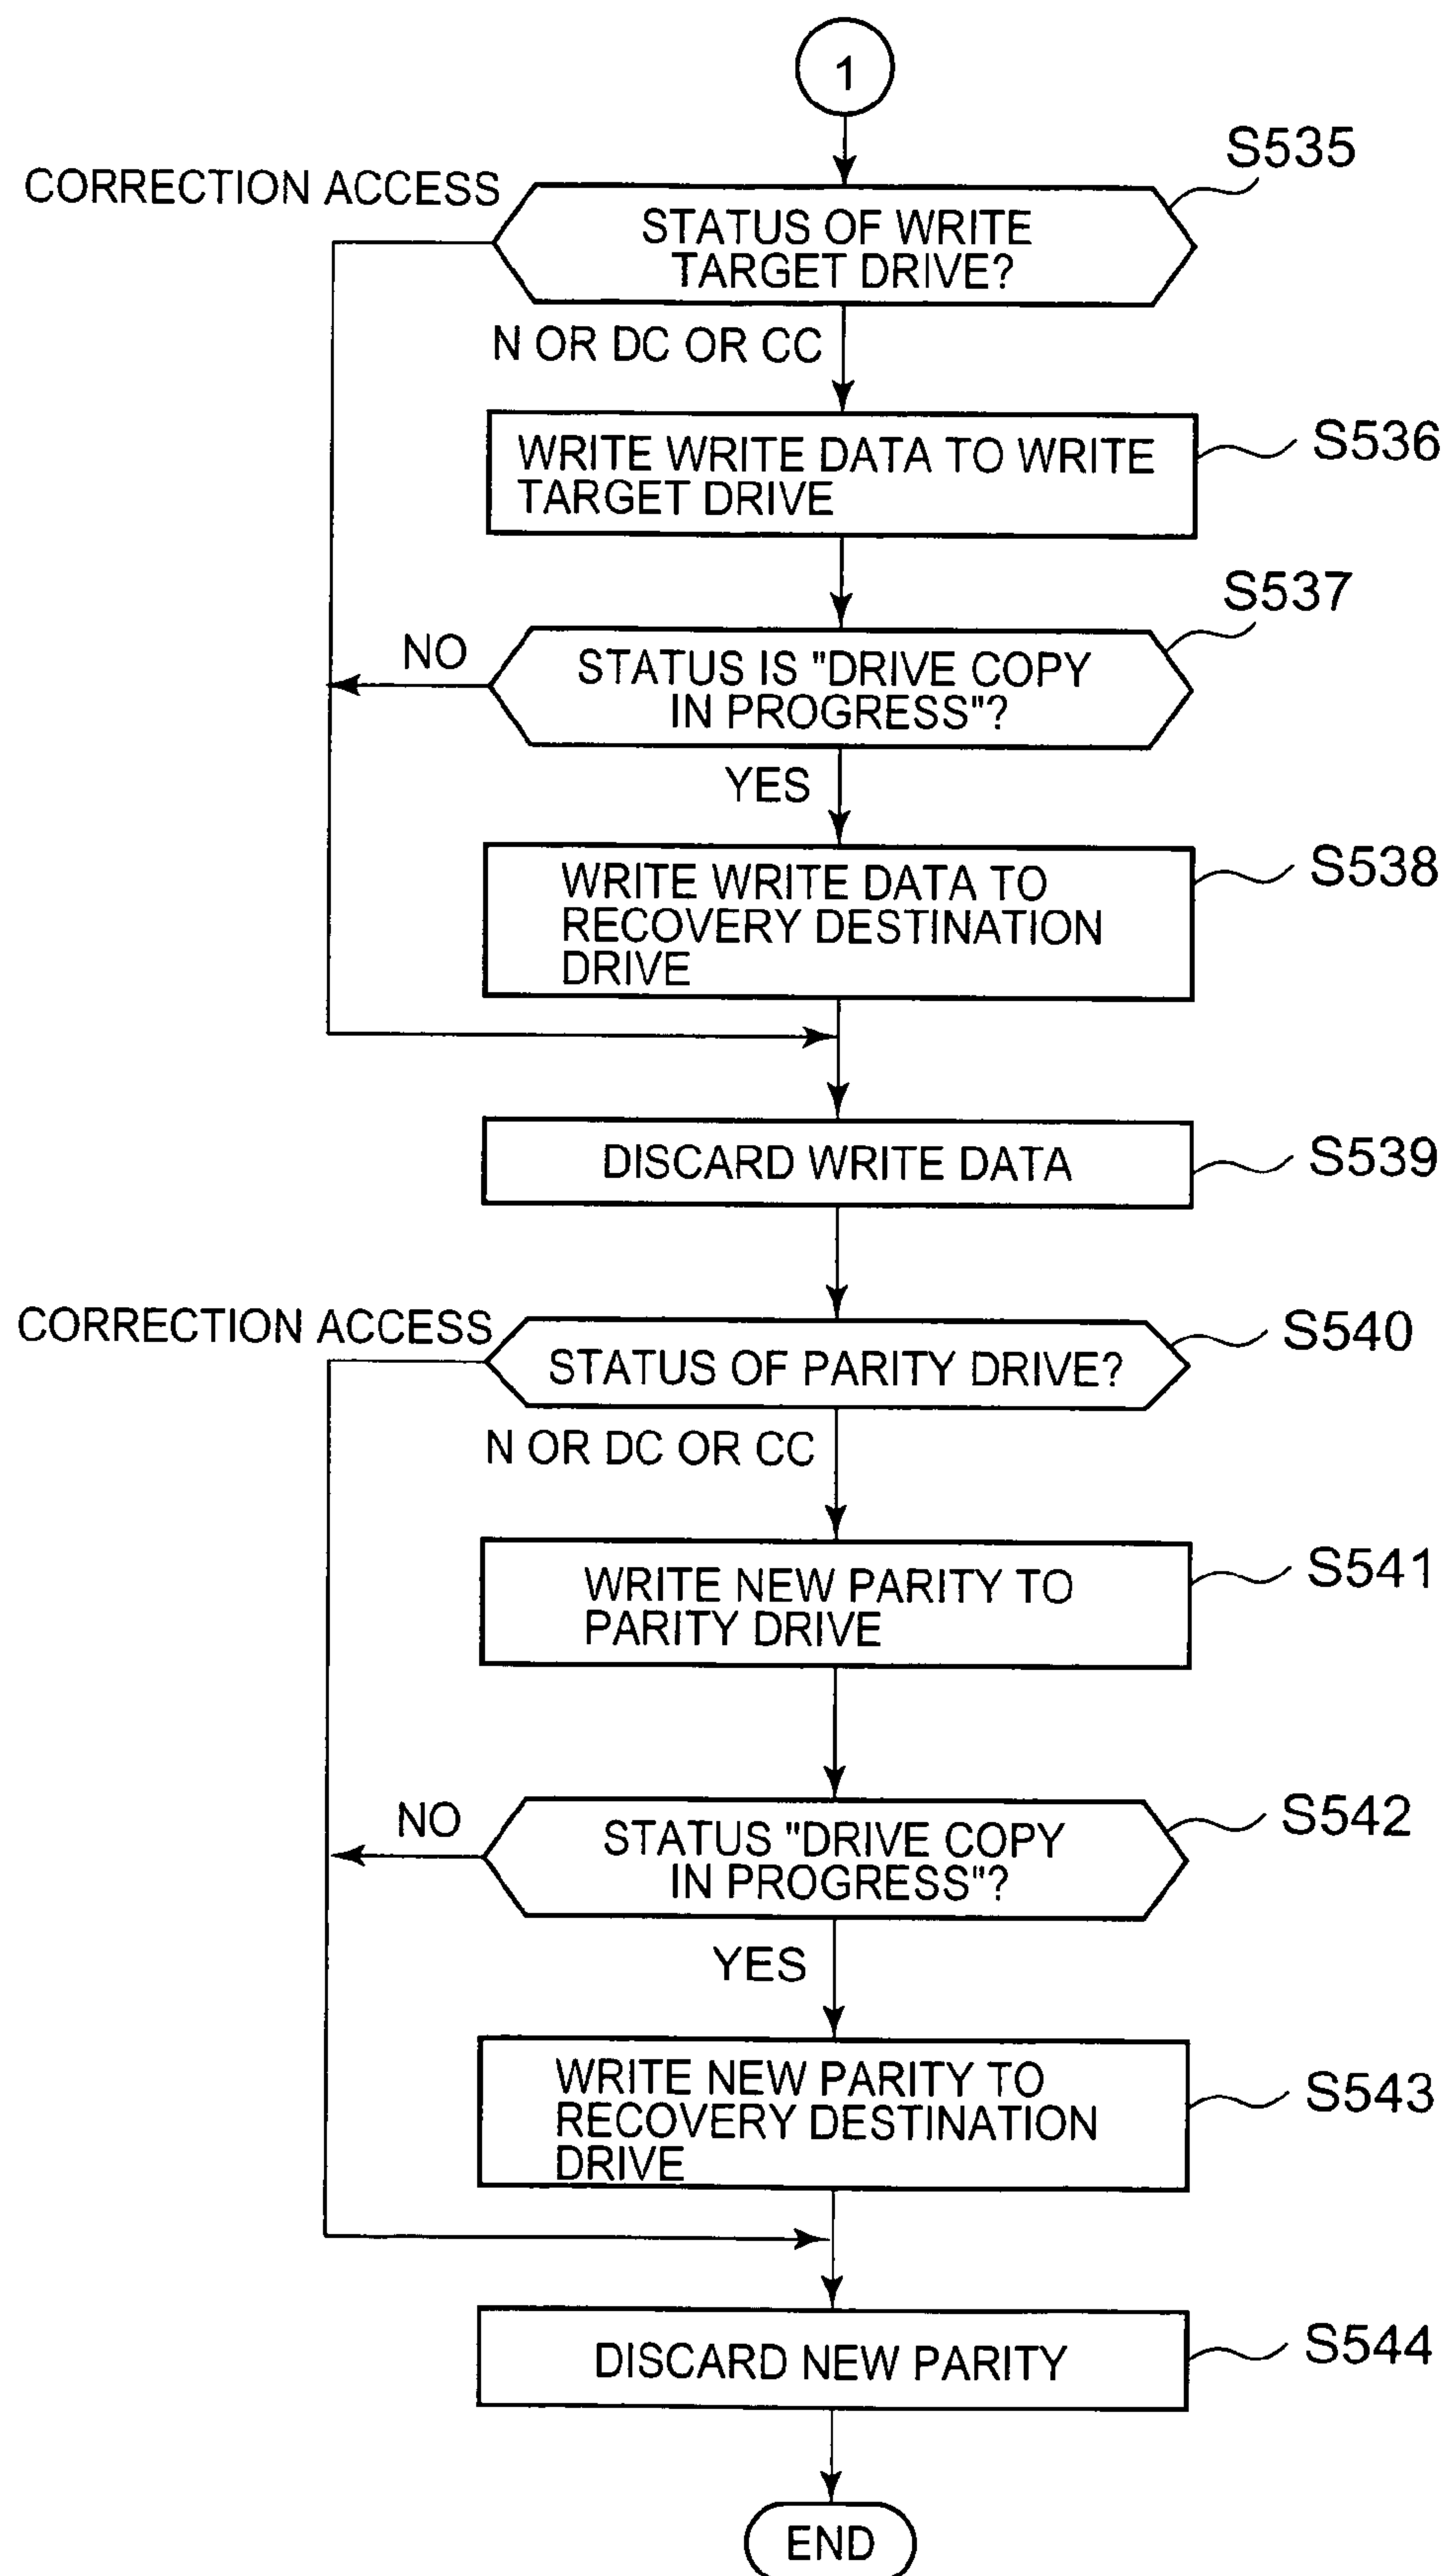 1
S535
CORRECTION ACCESS
STATUS OF WRITE
TARGET DRIVE?
N OR DC OR CC
WRITE WRITE DATA TO WRITE
TARGET DRIVE
S536
S537
NO
STATUS IS "DRIVE COPY
IN PROGRESS"?
YES
WRITE WRITE DATA TO
RECOVERY DESTINATION
DRIVE
S538
DISCARD WRITE DATA
S539
CORRECTION ACCESS
STATUS OF PARITY DRIVE?
S540
N OR DC OR CC
WRITE NEW PARITY TO
PARITY DRIVE
S541
NO
STATUS "DRIVE COPY
IN PROGRESS"?
S542
YES
WRITE NEW PARITY TO
RECOVERY DESTINATION
DRIVE
S543
DISCARD NEW PARITY
S544
END